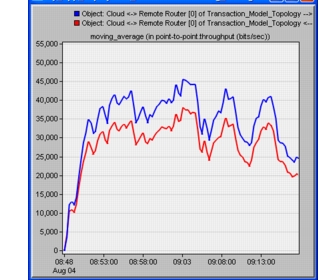 Object: Cloud <-> Remote Router [0] of Transaction_Model_Topology -->
Object: Cloud <-> Remote Router [0] of Transaction_Model_Topology <--
moving_average (in point-to-point.throughput (bits/sec))
55,000
50,000
45,000
40,000
35,000
30,000
25,000
20,000
15,000
10,000
5,000
0
08:48 08:53:00 08:58:00 09:03 09:08:00 09:13:00
Aug 04